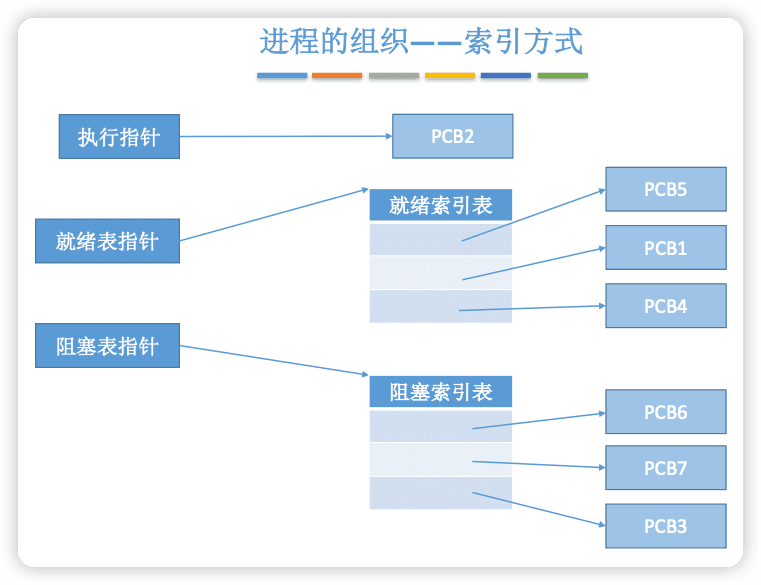 进程的组织——索引方式
执行指针
PCB2
就绪表指针
就绪索引表
PCB5
PCB1
PCB4
阻塞表指针
阻塞索引表
PCB6
PCB7
PCB3